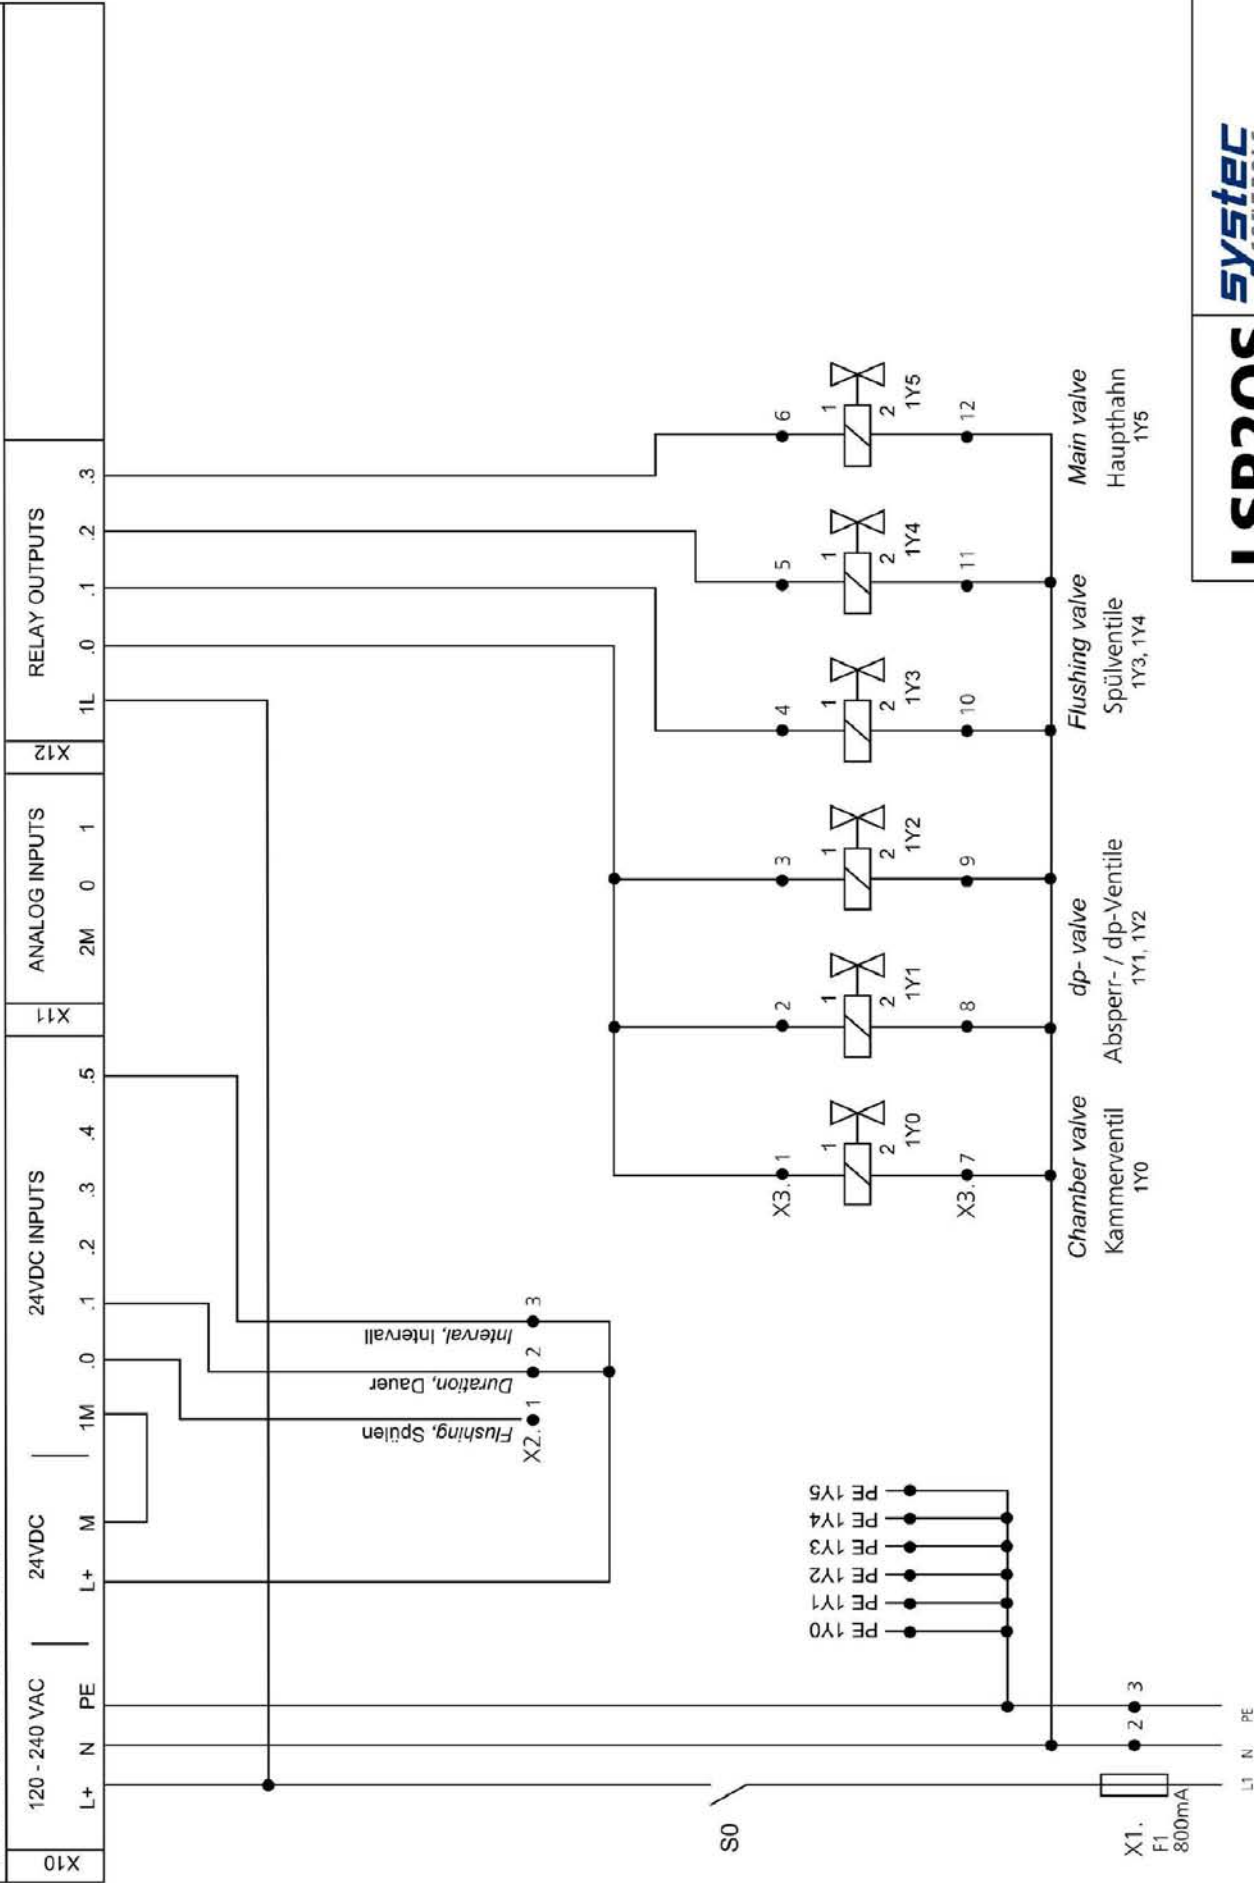 X10
120 - 240 VAC
L+ N PE
24VDC
L+ M
24VDC INPUTS
1M .0 .1 .2 .3 .4 .5
X11
ANALOG INPUTS
2M 0 1
X12
RELAY OUTPUTS
1L .0 .1 .2 .3
Flushing, Spülen
Duration, Dauer
Interval, Intervall
X2. 1 2 3
S0
PE 1Y0
PE 1Y1
PE 1Y2
PE 1Y3
PE 1Y4
PE 1Y5
X3. 1 2 3 4 5 6
1 1 1 1 1 1
2 2 2 2 2 2
1Y0 1Y1 1Y2 1Y3 1Y4 1Y5
X3. 7 8 9 10 11 12
Chamber valve
Kammerventil
1Y0
dp- valve
Absperr- / dp-Ventile
1Y1, 1Y2
Flushing valve
Spülventile
1Y3, 1Y4
Main valve
Haupthahn
1Y5
X1. 2 3
F1
800mA
L1 N PE
systec